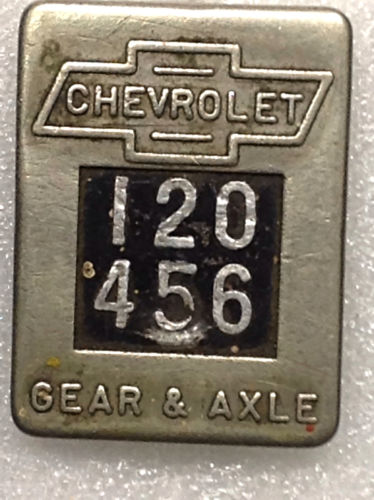 CHEVROLET
120
456
GEAR & AXLE